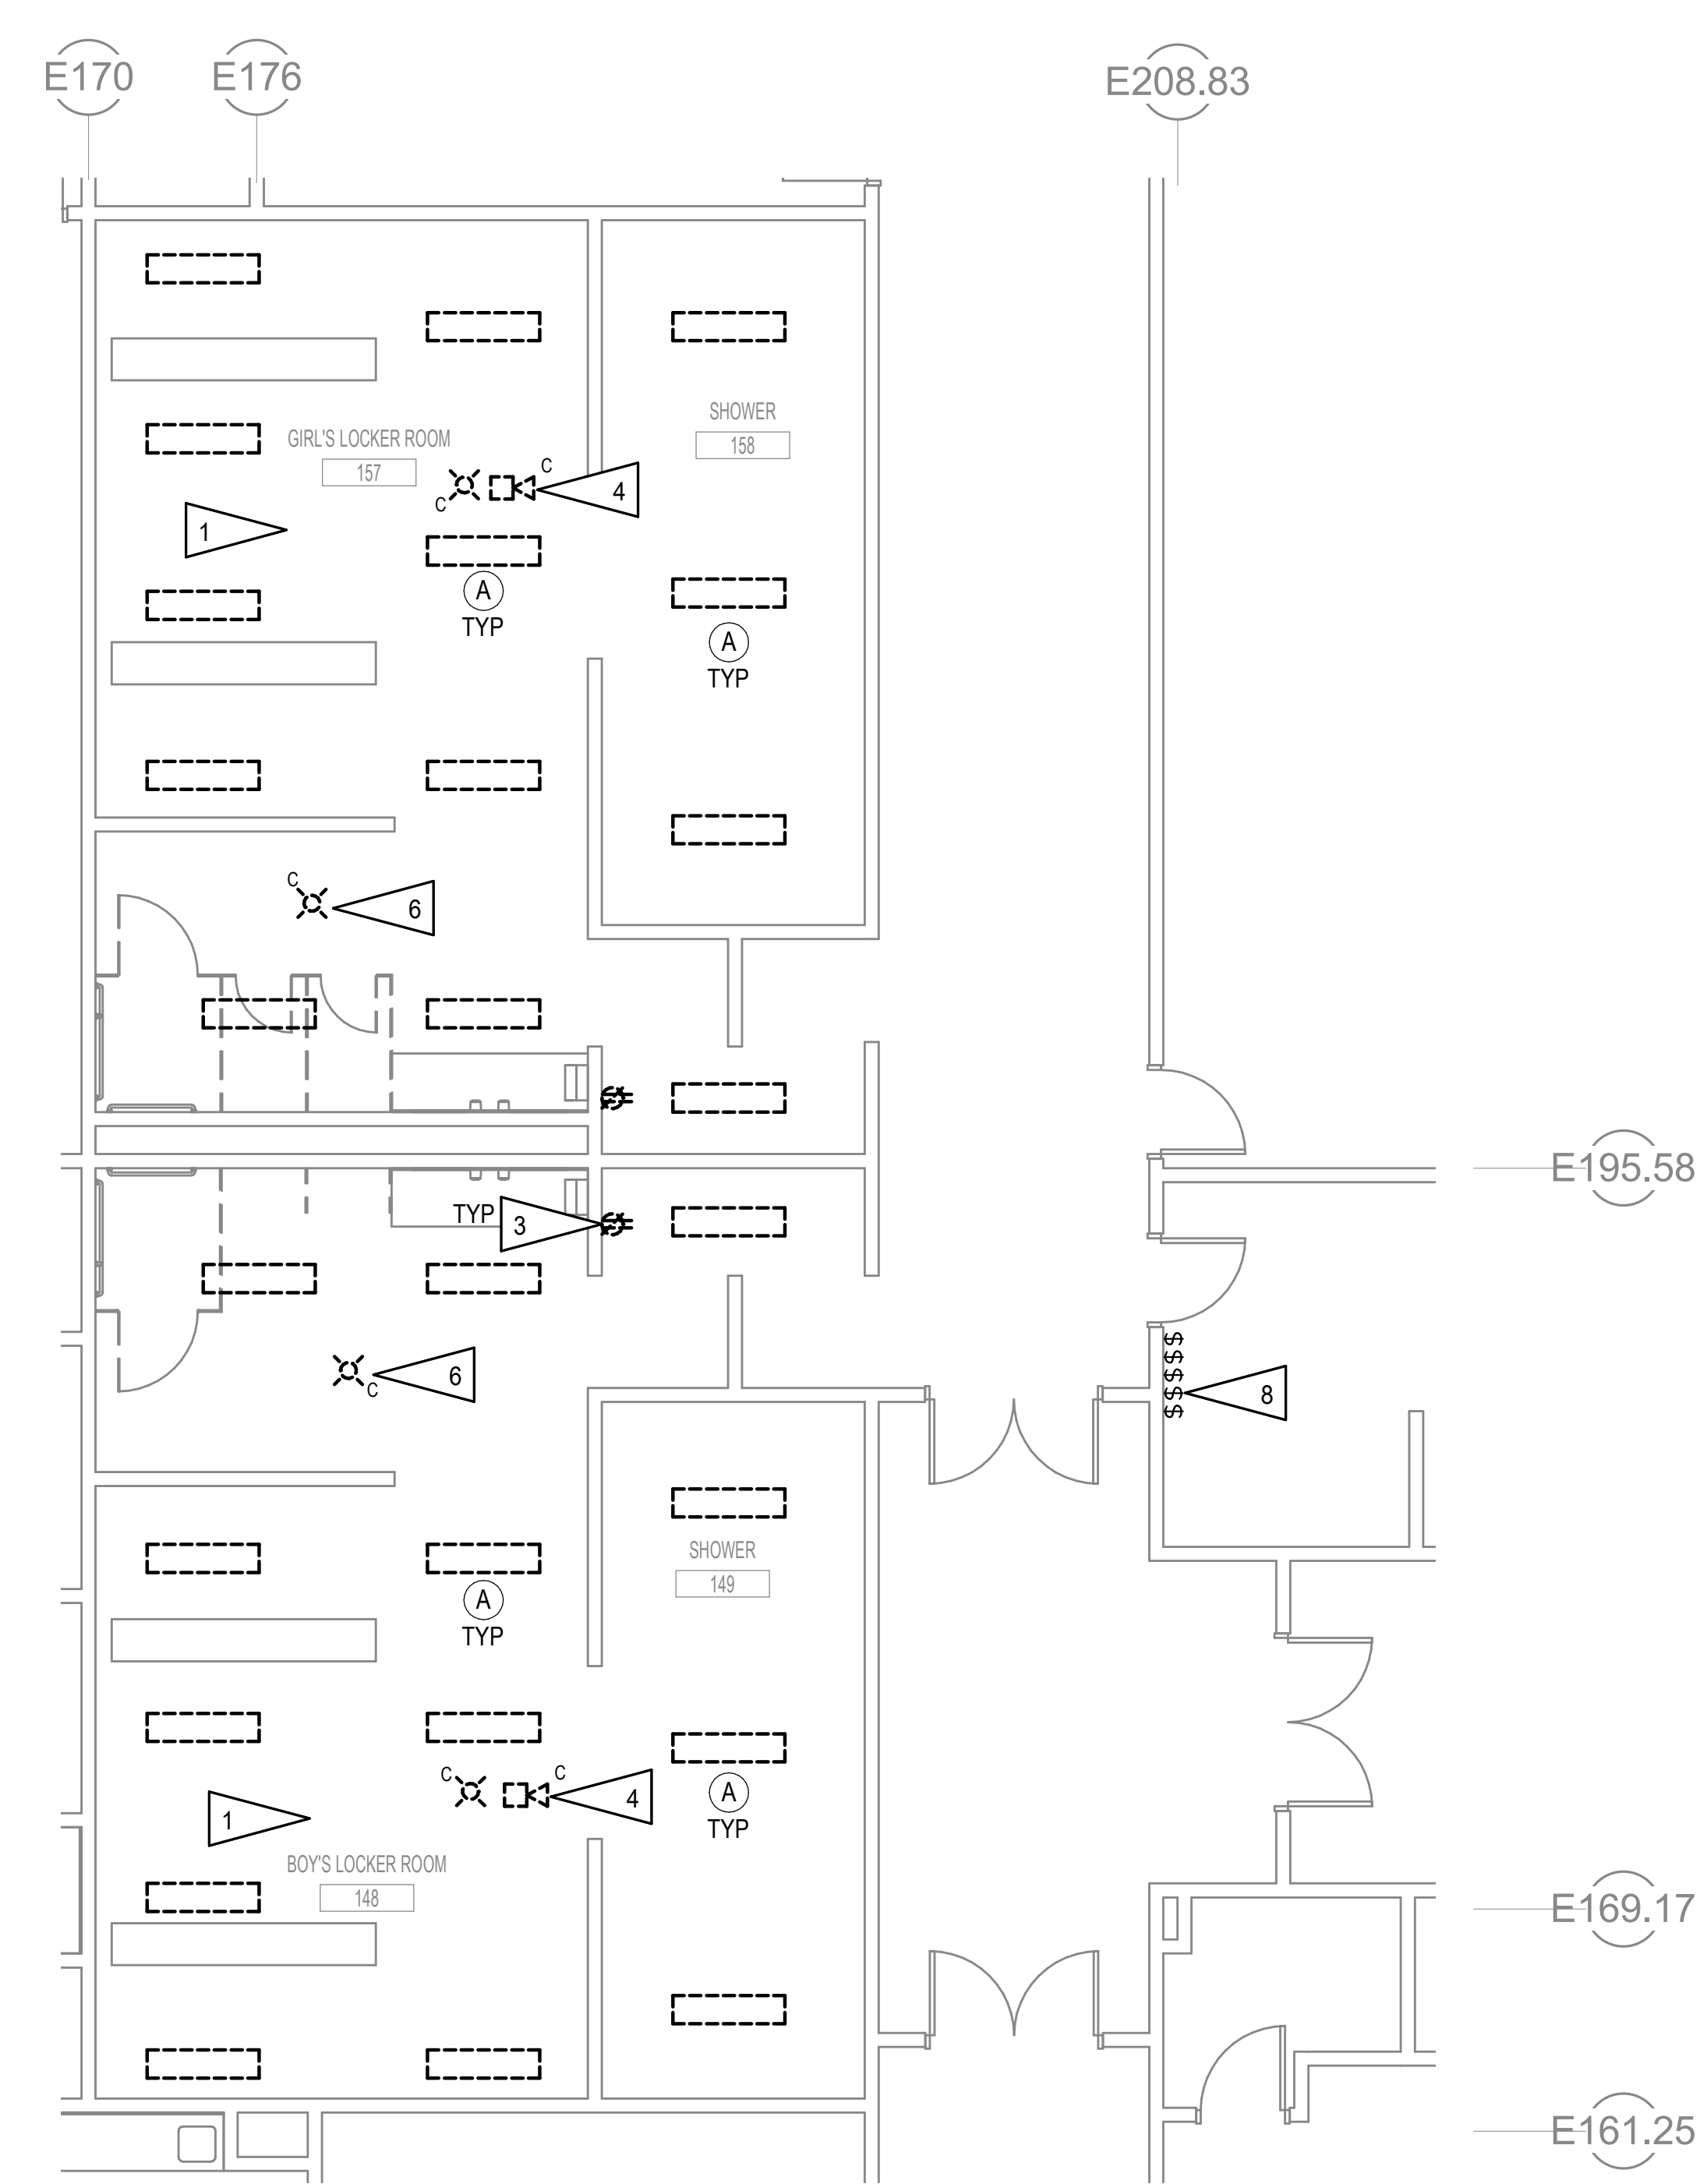 E170
E176
E208.83
SHOWER
158
GIRL'S LOCKER ROOM
157
C
C
4
1
A
TYP
A
TYP
C
6
E195.58
TYP
3
6
C
$
$
$
$
$
8
SHOWER
149
A
TYP
C
C
4
A
TYP
1
BOY'S LOCKER ROOM
148
E169.17
E161.25